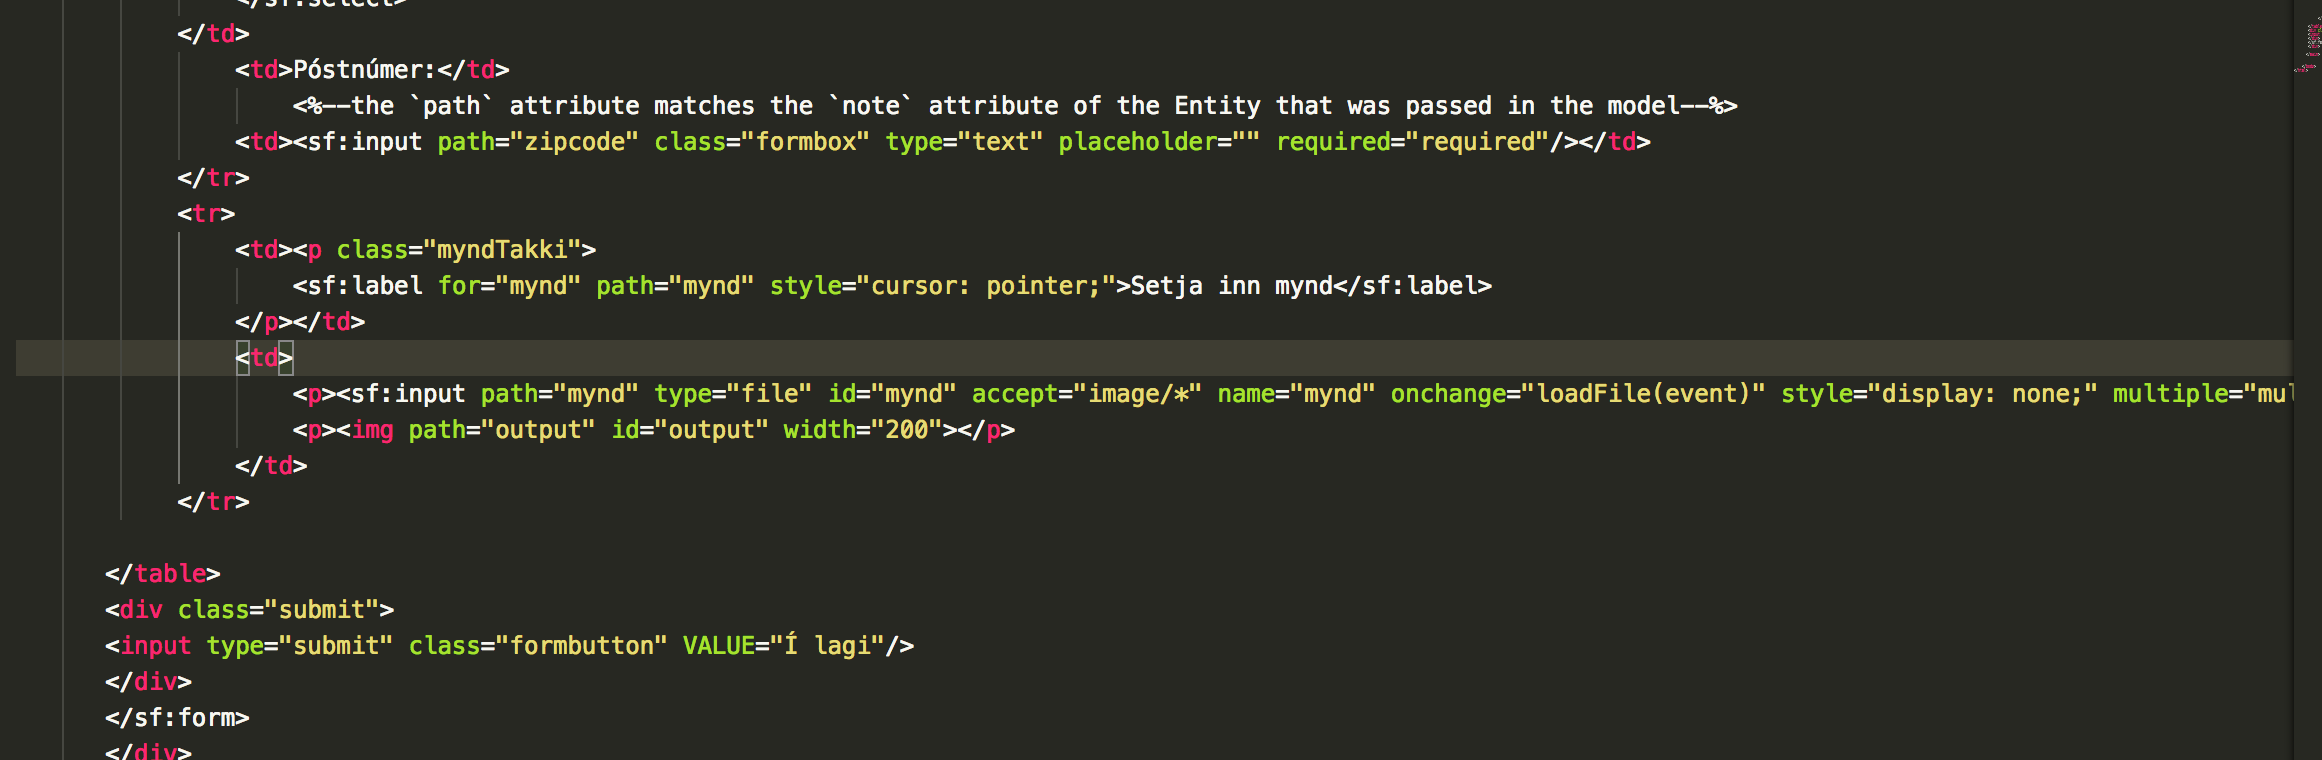 </sf:select>
</td>
<td>Póstnúmer:</td>
<%--the `path` attribute matches the `note` attribute of the Entity that was passed in the model--%>
<td><sf:input path="zipcode" class="formbox" type="text" placeholder="" required="required"/></td>
</tr>
<tr>
<td><p class="myndTakki">
<sf:label for="mynd" path="mynd" style="cursor: pointer;">Setja inn mynd</sf:label>
</p></td>
<td>
<p><sf:input path="mynd" type="file" id="mynd" accept="image/*" name="mynd" onchange="loadFile(event)" style="display: none;" multiple="mul
<p><img path="output" id="output" width="200"></p>
</td>
</tr>
</table>
<div class="submit">
<input type="submit" class="formbutton" VALUE="Í lagi"/>
</div>
</sf:form>
</div>